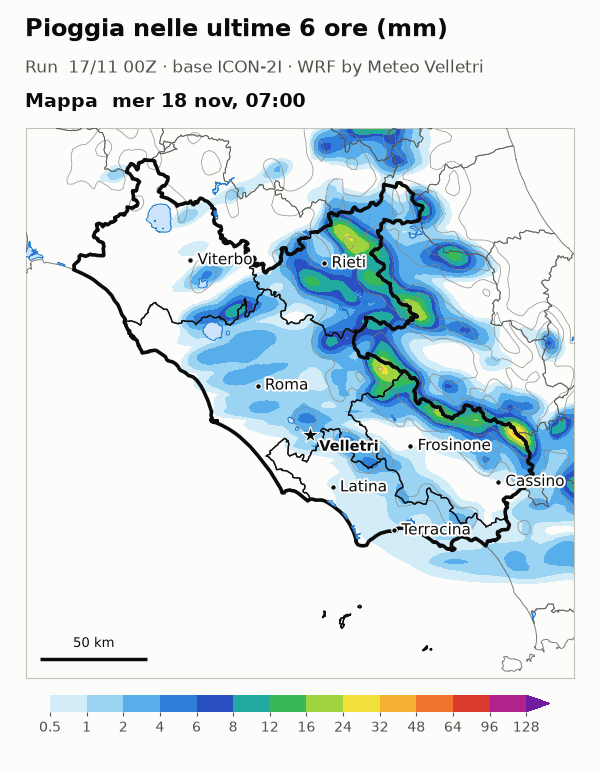 Pioggia nelle ultime 6 ore (mm)
Run  17/11 00Z · base ICON-2I · WRF by Meteo Velletri
Mappa  mer 18 nov, 07:00
Viterbo
Rieti
Roma
Velletri
Frosinone
Latina
Cassino
Terracina
50 km
0.5 1 2 4 6 8 12 16 24 32 48 64 96 128